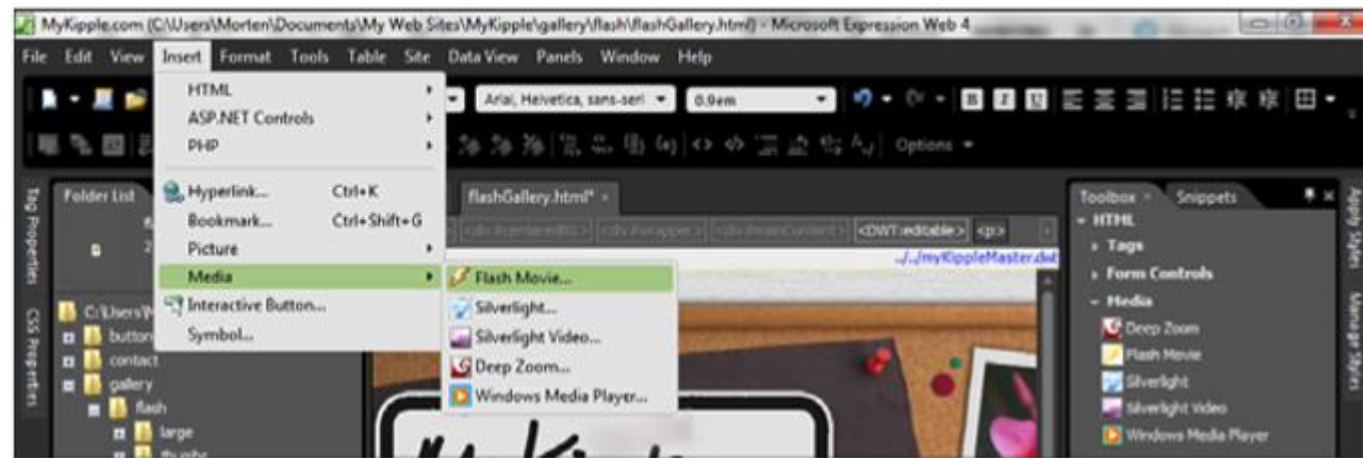 MyKipple.com (C:\Users\Morten\Documents\My Web Sites\MyKipple\gallery\flash\flashGallery.html) - Microsoft Expression Web 4
File Edit View Insert Format Tools Table Site Data View Panels Window Help
HTML
ASP.NET Controls
PHP
Hyperlink... Ctrl+K
Bookmark... Ctrl+Shift+G
Picture
Media
Interactive Button...
Symbol...
Arial, Helvetica, sans-seri 0.9em
Options
Tag Properties
CSS Properties
Folder List
C:\Users\M
button
contact
gallery
flash
large
thumbs
flashGallery.html*
<DWT:editable> <p>
../../myKippleMaster.dwt
Flash Movie...
Silverlight...
Silverlight Video...
Deep Zoom...
Windows Media Player...
My Kipple
Toolbox Snippets
HTML
Tags
Form Controls
Media
Deep Zoom
Flash Movie
Silverlight
Silverlight Video
Windows Media Player
Apply Styles
Manage Styles